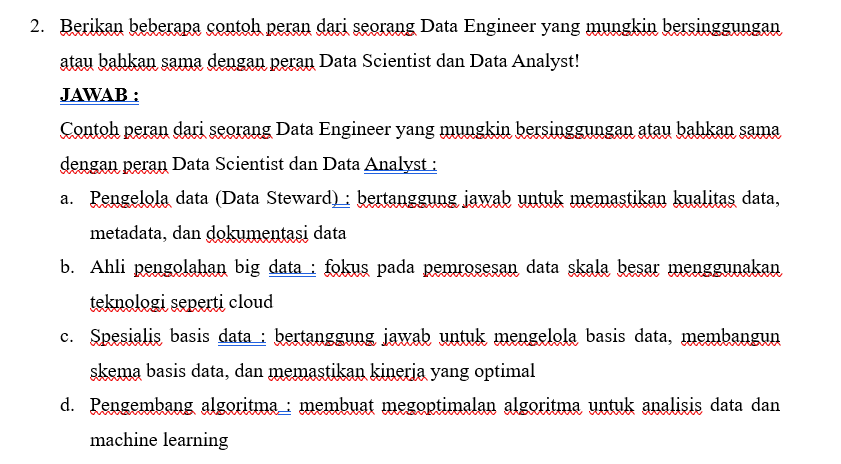 2. Berikan beberapa contoh peran dari seorang Data Engineer yang mungkin bersinggungan
atau bahkan sama dengan peran Data Scientist dan Data Analyst!
JAWAB :
Contoh peran dari seorang Data Engineer yang mungkin bersinggungan atau bahkan sama
dengan peran Data Scientist dan Data Analyst :
a. Pengelola data (Data Steward) : bertanggung jawab untuk memastikan kualitas data,
metadata, dan dokumentasi data
b. Ahli pengolahan big data : fokus pada pemrosesan data skala besar menggunakan
teknologi seperti cloud
c. Spesialis basis data : bertanggung jawab untuk mengelola basis data, membangun
skema basis data, dan memastikan kinerja yang optimal
d. Pengembang algoritma : membuat megoptimalan algoritma untuk analisis data dan
machine learning